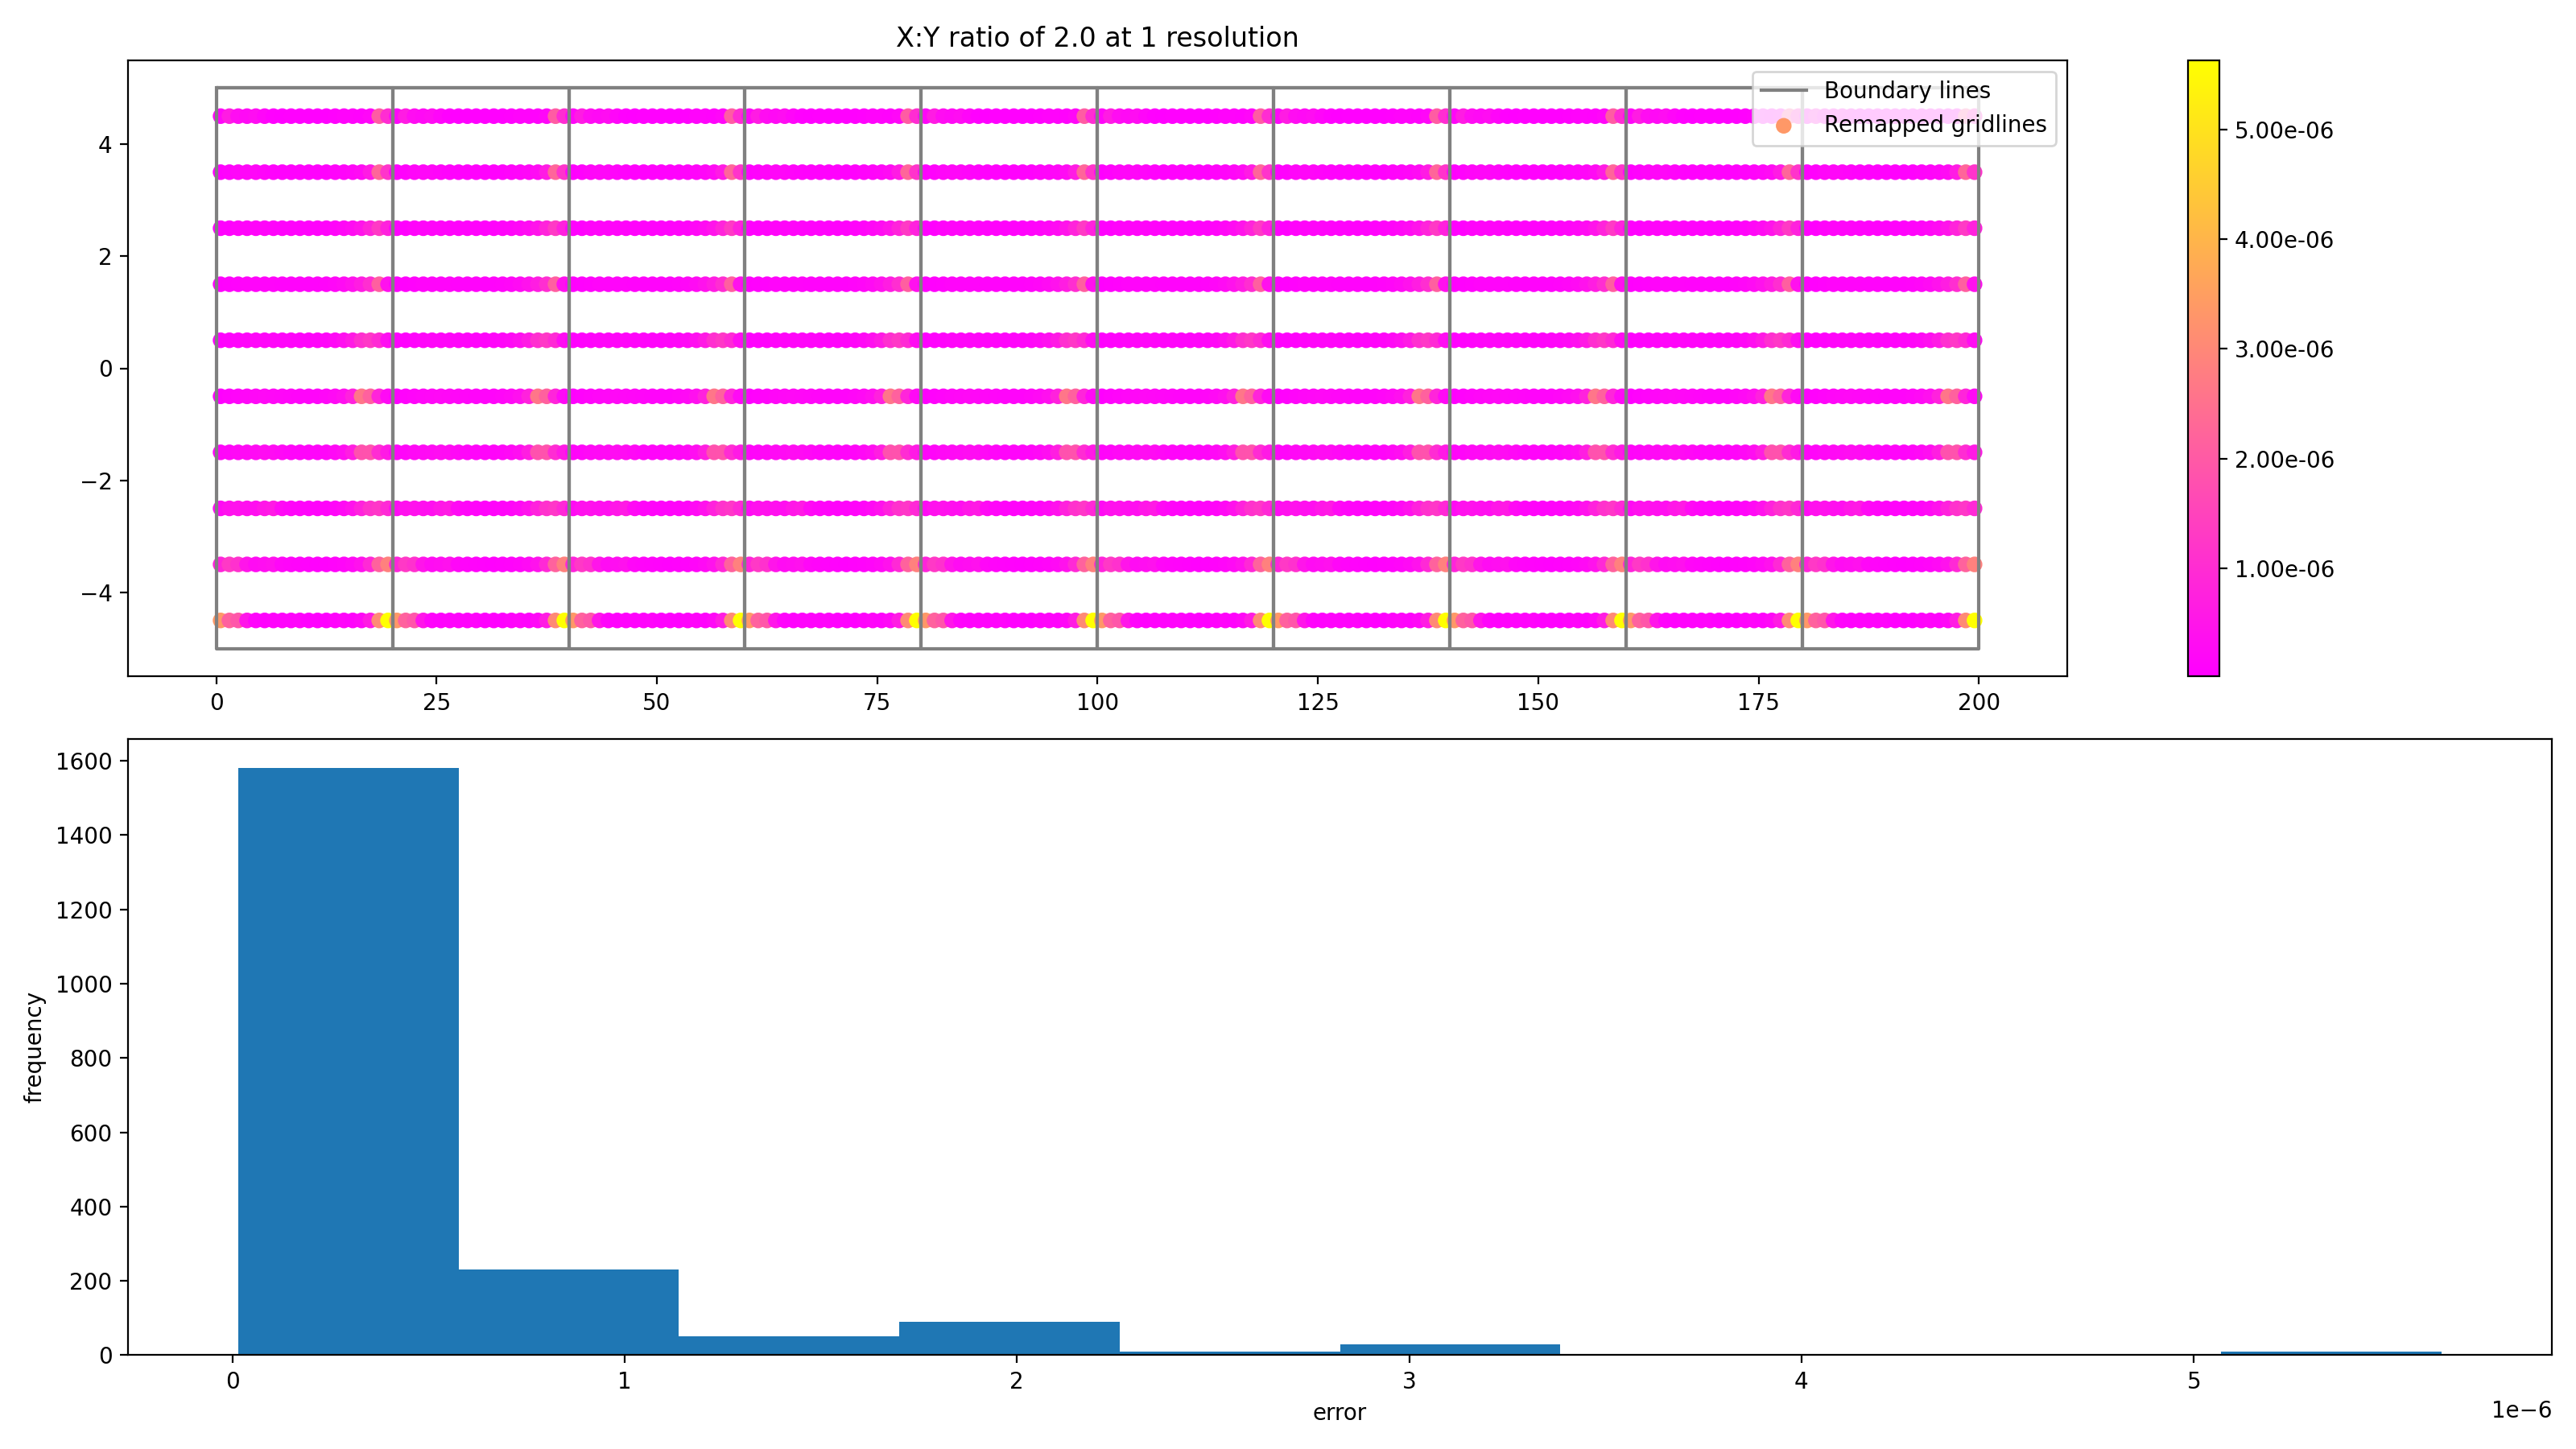 X:Y ratio of 2.0 at 1 resolution
Boundary lines
Remapped gridlines
4
2
0
−2
−4
0 25 50 75 100 125 150 175 200
5.00e-06
4.00e-06
3.00e-06
2.00e-06
1.00e-06
1600
1400
1200
1000
800
600
400
200
0
frequency
0 1 2 3 4 5
error
1e−6